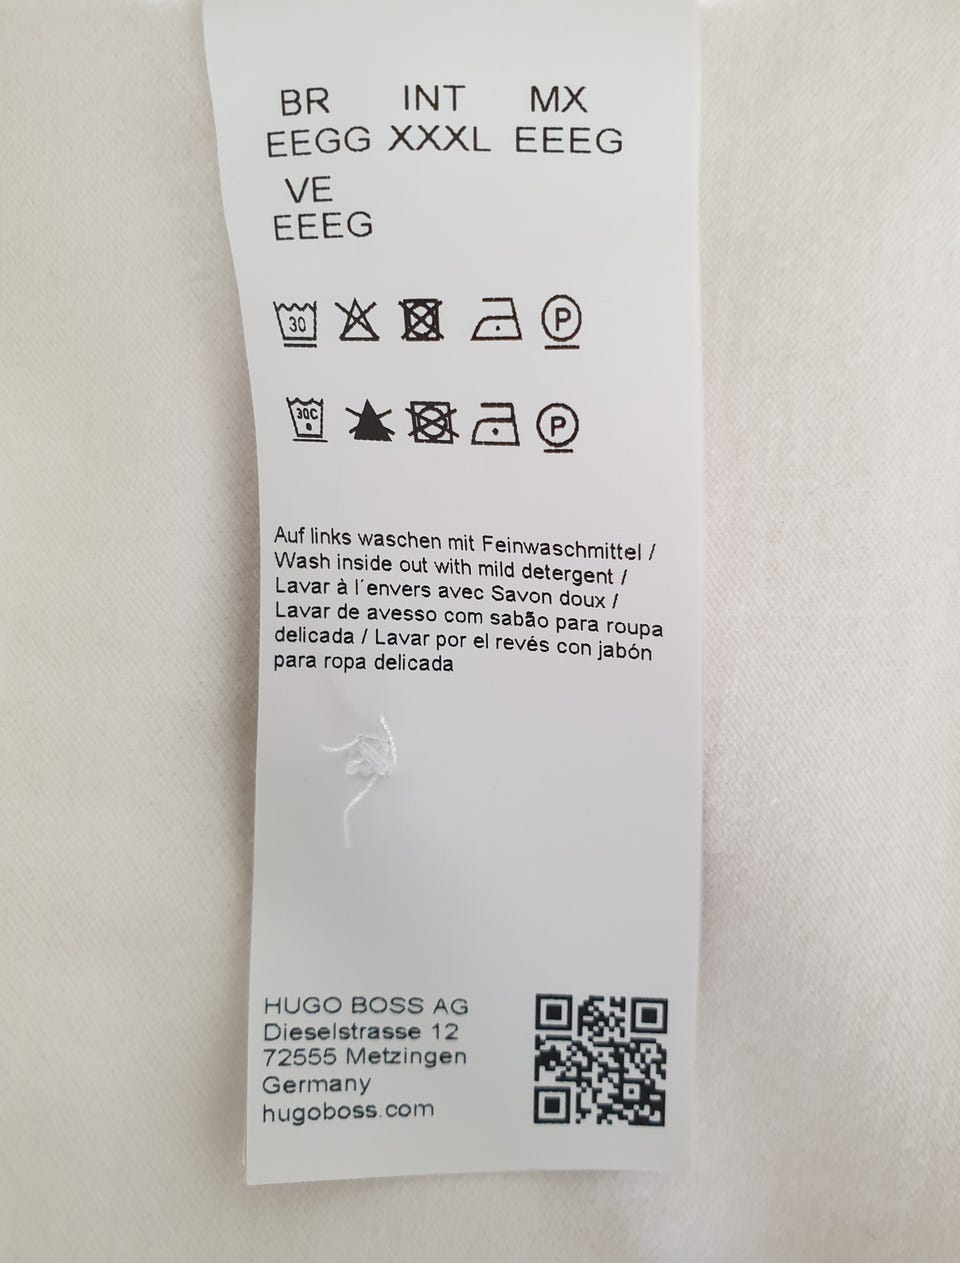 BR INT MX
EEGG XXXL EEEG
VE
EEEG
30 P
30C P
Auf links waschen mit Feinwaschmittel /
Wash inside out with mild detergent /
Lavar à l´envers avec Savon doux /
Lavar de avesso com sabão para roupa
delicada / Lavar por el revés con jabón
para ropa delicada
HUGO BOSS AG
Dieselstrasse 12
72555 Metzingen
Germany
hugoboss.com